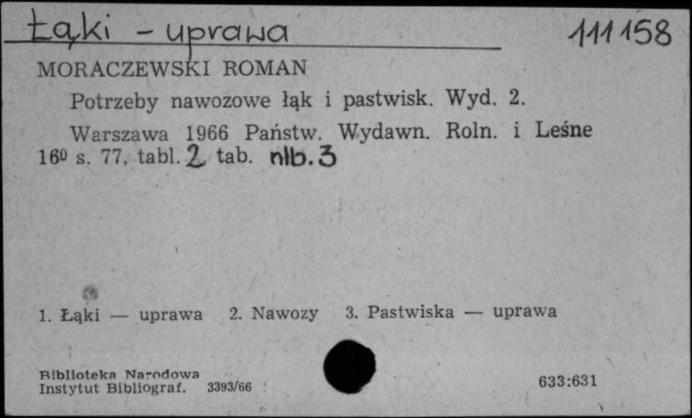 Łąki - uprawa 111158
MORACZEWSKI ROMAN
Potrzeby nawozowe łąk i pastwisk. Wyd. 2.
Warszawa 1966 Państw. Wydawn. Roln. i Leśne
16⁰ s. 77, tabl. 2 tab. nlb. 3
1. Łąki — uprawa 2. Nawozy 3. Pastwiska — uprawa
Biblioteka Narodowa
Instytut Bibliograf. 3393/66 633:631